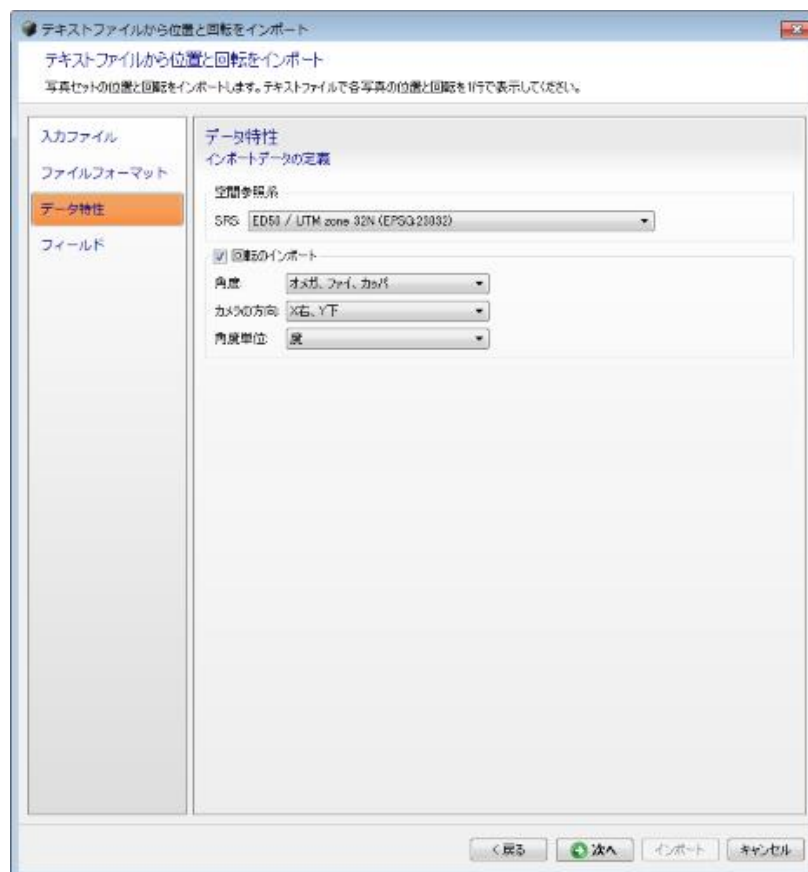 テキストファイルから位置と回転をインポート
テキストファイルから位置と回転をインポート
写真セットの位置と回転をインポートします。テキストファイルで各写真の位置と回転を1行で表示してください。
入力ファイル
ファイルフォーマット
データ特性
フィールド
データ特性
インポートデータの定義
空間参照系
SRS: ED50 / UTM zone 32N (EPSG:23032)
回転のインポート
角度: オメガ、ファイ、カッパ
カメラの方向: X右、Y下
角度単位: 度
< 戻る
次へ
インポート
キャンセル